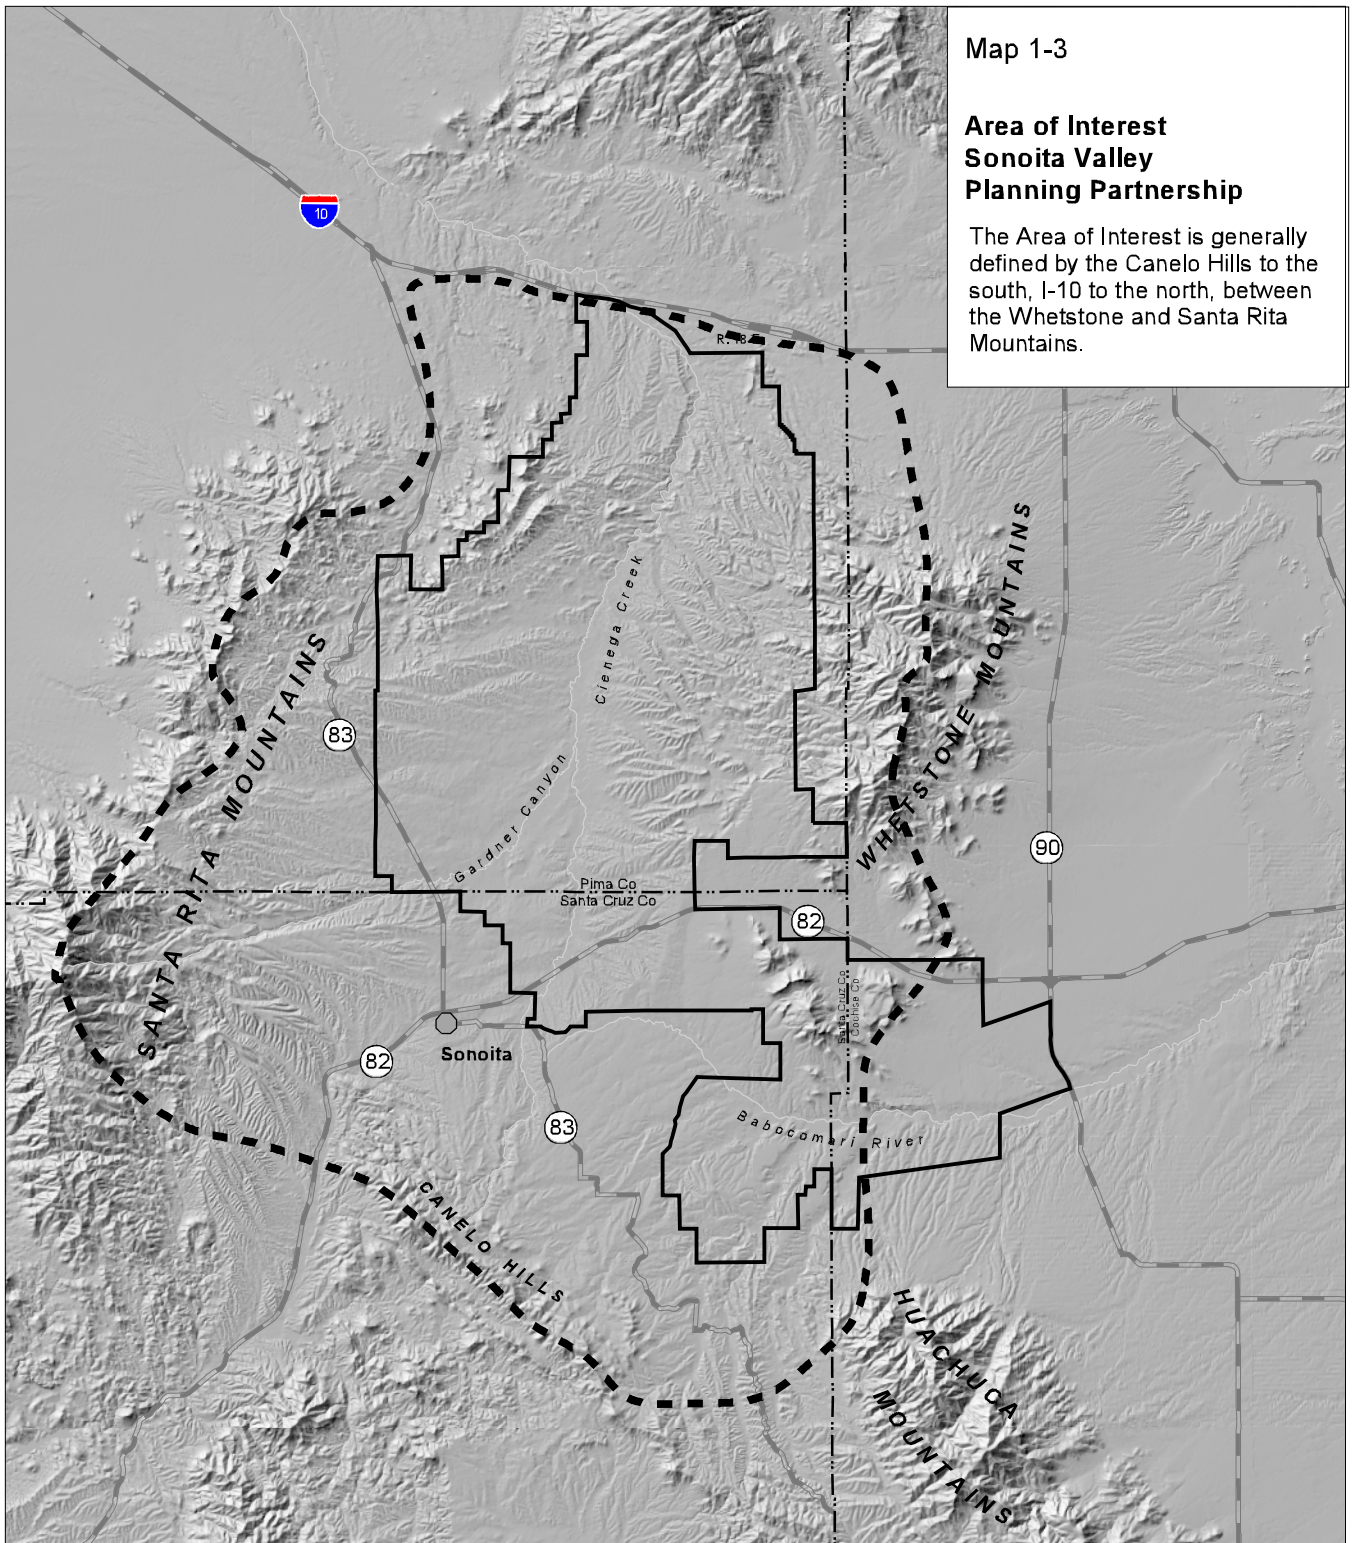 Map 1-3
Area of Interest
Sonoita Valley
Planning Partnership
The Area of Interest is generally
defined by the Canelo Hills to the
south, I-10 to the north, between
the Whetstone and Santa Rita
Mountains.
10
WHETSTONE MOUNTAINS
Cienega Creek
SANTA RITA MOUNTAINS
83
Gardner Canyon
90
Pima Co
Santa Cruz Co
82
Santa Cruz Co
Sonoita
82
83
Babocomari River
CANELO HILLS
HUACHUCA
MOUNTAINS